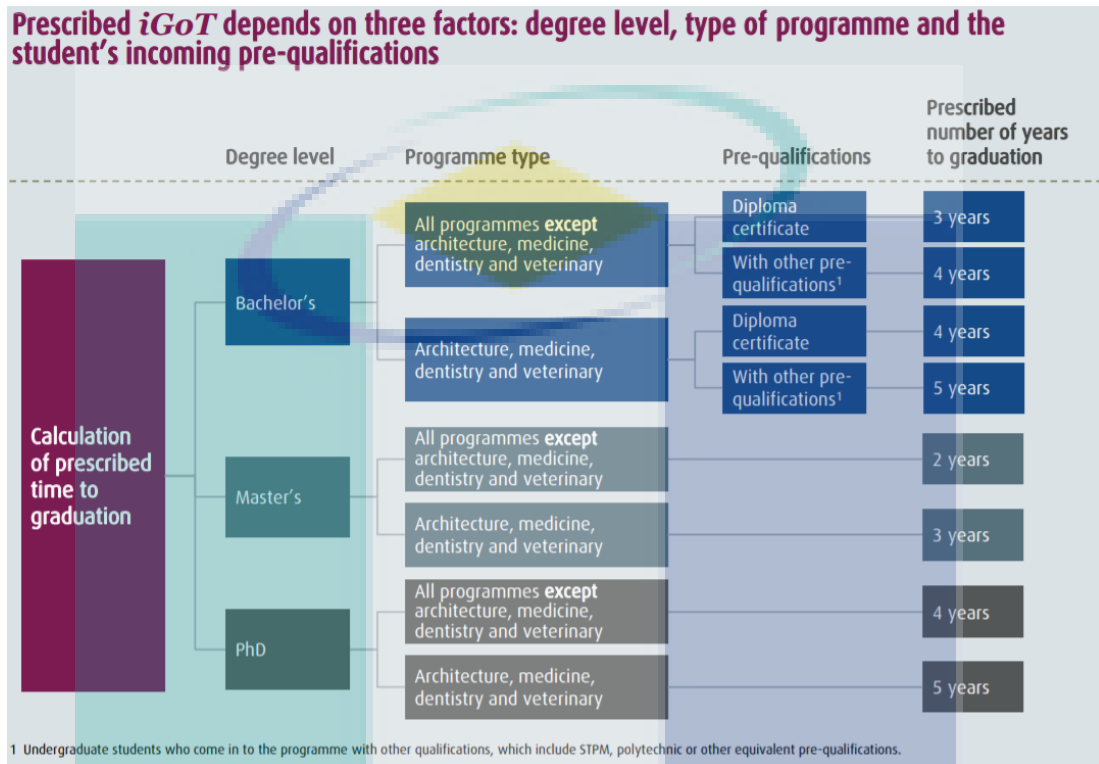 Prescribed iGoT depends on three factors: degree level, type of programme and the
student's incoming pre-qualifications
Degree level
Programme type
Pre-qualifications
Prescribed
number of years
to graduation
Calculation
of prescribed
time to
graduation
Bachelor's
All programmes except
architecture, medicine,
dentistry and veterinary
Diploma
certificate
3 years
With other pre-
qualifications¹
4 years
Architecture, medicine,
dentistry and veterinary
Diploma
certificate
4 years
With other pre-
qualifications¹
5 years
Master's
All programmes except
architecture, medicine,
dentistry and veterinary
2 years
Architecture, medicine,
dentistry and veterinary
3 years
PhD
All programmes except
architecture, medicine,
dentistry and veterinary
4 years
Architecture, medicine,
dentistry and veterinary
5 years
1 Undergraduate students who come in to the programme with other qualifications, which include STPM, polytechnic or other equivalent pre-qualifications.